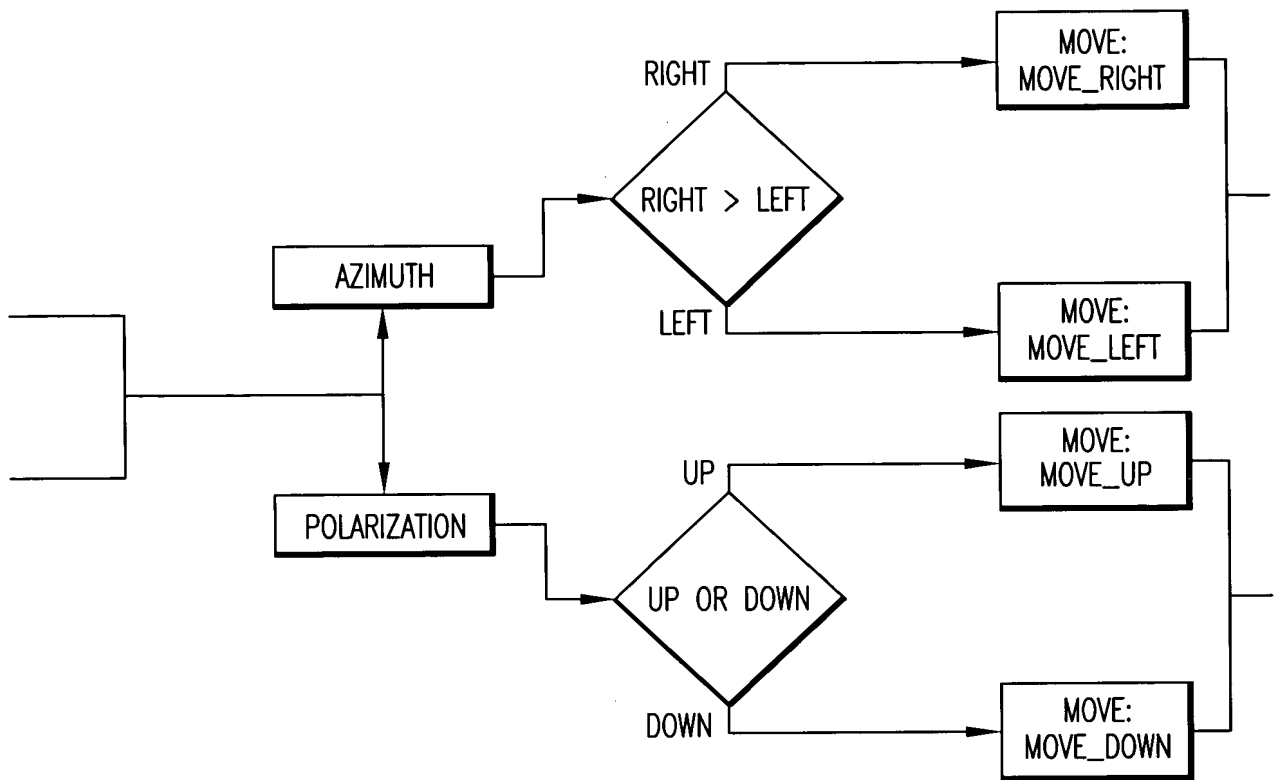 RIGHT
MOVE:
MOVE_RIGHT
RIGHT > LEFT
AZIMUTH
LEFT
MOVE:
MOVE_LEFT
UP
MOVE:
MOVE_UP
POLARIZATION
UP OR DOWN
DOWN
MOVE:
MOVE_DOWN